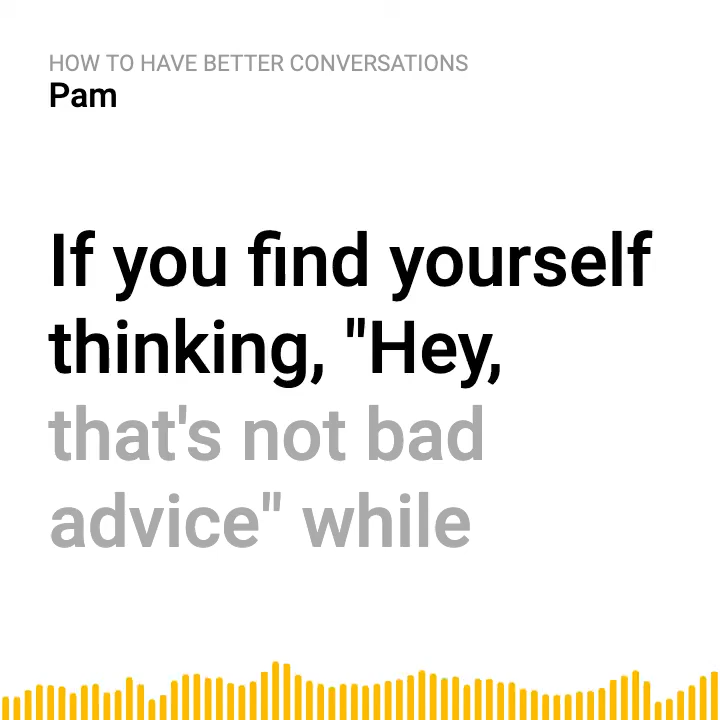 HOW TO HAVE BETTER CONVERSATIONS
Pam
If you find yourself
thinking, "Hey,
that's not bad
advice" while